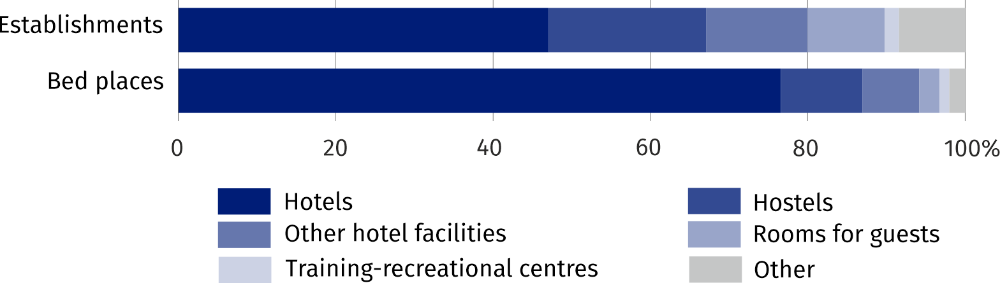 Establishments
Bed places
0 20 40 60 80 100%
Hotels Hostels
Other hotel facilities Rooms for guests
Training-recreational centres Other